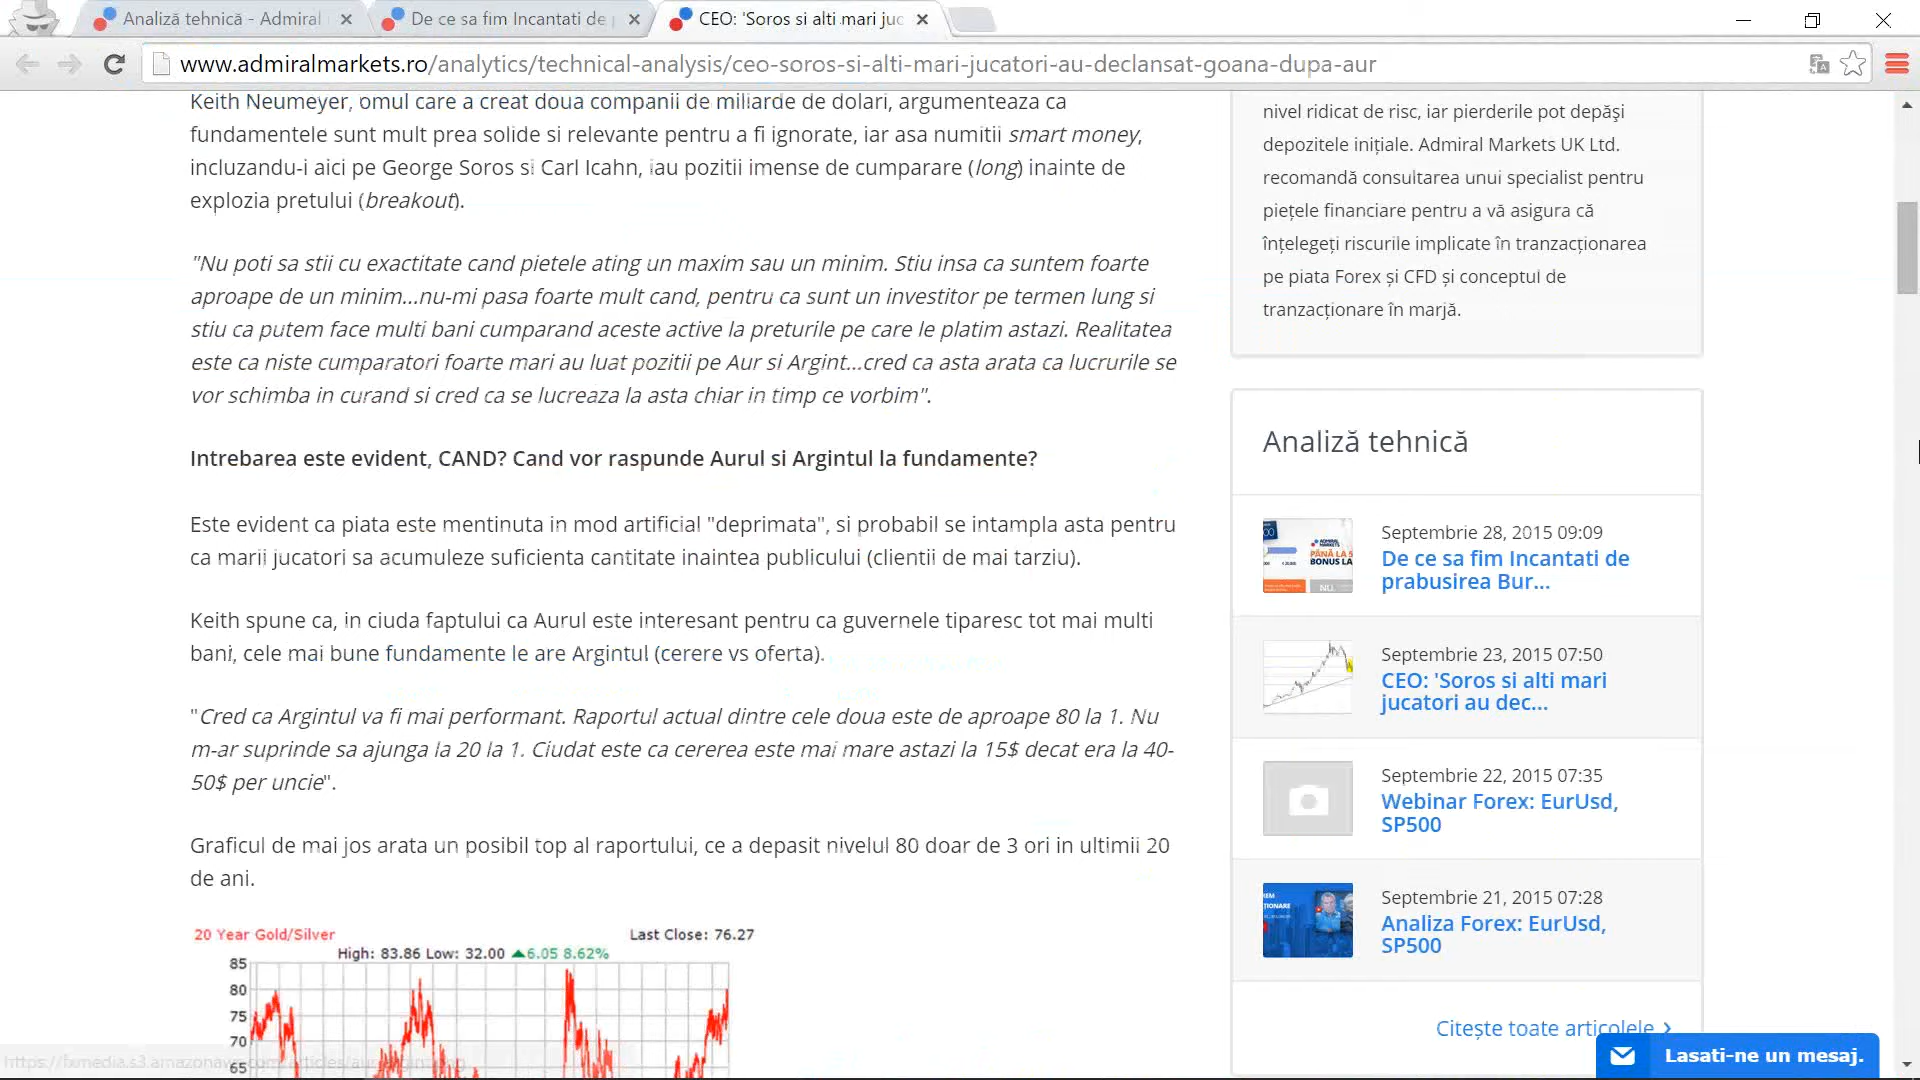 Analiză tehnică - Admiral
De ce sa fim Incantati de
CEO: 'Soros si alti mari juc
www.admiralmarkets.ro/analytics/technical-analysis/ceo-soros-si-alti-mari-jucatori-au-declansat-goana-dupa-aur
Keith Neumeyer, omul care a creat doua companii de miliarde de dolari, argumenteaza ca
fundamentele sunt mult prea solide si relevante pentru a fi ignorate, iar asa numitii smart money,
incluzandu-i aici pe George Soros si Carl Icahn, iau pozitii imense de cumparare (long) inainte de
explozia pretului (breakout).
"Nu poti sa stii cu exactitate cand pietele ating un maxim sau un minim. Stiu insa ca suntem foarte
aproape de un minim...nu-mi pasa foarte mult cand, pentru ca sunt un investitor pe termen lung si
stiu ca putem face multi bani cumparand aceste active la preturile pe care le platim astazi. Realitatea
este ca niste cumparatori foarte mari au luat pozitii pe Aur si Argint...cred ca asta arata ca lucrurile se
vor schimba in curand si cred ca se lucreaza la asta chiar in timp ce vorbim".
Intrebarea este evident, CAND? Cand vor raspunde Aurul si Argintul la fundamente?
Este evident ca piata este mentinuta in mod artificial "deprimata", si probabil se intampla asta pentru
ca marii jucatori sa acumuleze suficienta cantitate inaintea publicului (clientii de mai tarziu).
Keith spune ca, in ciuda faptului ca Aurul este interesant pentru ca guvernele tiparesc tot mai multi
bani, cele mai bune fundamente le are Argintul (cerere vs oferta).
"Cred ca Argintul va fi mai performant. Raportul actual dintre cele doua este de aproape 80 la 1. Nu
m-ar suprinde sa ajunga la 20 la 1. Ciudat este ca cererea este mai mare astazi la 15$ decat era la 40-
50$ per uncie".
Graficul de mai jos arata un posibil top al raportului, ce a depasit nivelul 80 doar de 3 ori in ultimii 20
de ani.
20 Year Gold/Silver
Last Close: 76.27
High: 83.86 Low: 32.00 6.05 8.62%
85
80
75
70
65
nivel ridicat de risc, iar pierderile pot depăşi
depozitele inițiale. Admiral Markets UK Ltd.
recomandă consultarea unui specialist pentru
piețele financiare pentru a vă asigura că
înțelegeți riscurile implicate în tranzacționarea
pe piata Forex și CFD și conceptul de
tranzacționare în marjă.
Analiză tehnică
Septembrie 28, 2015 09:09
De ce sa fim Incantati de
prabusirea Bur...
Septembrie 23, 2015 07:50
CEO: 'Soros si alti mari
jucatori au dec...
Septembrie 22, 2015 07:35
Webinar Forex: EurUsd,
SP500
Septembrie 21, 2015 07:28
Analiza Forex: EurUsd,
SP500
Citește toate articolele
Lasati-ne un mesaj.